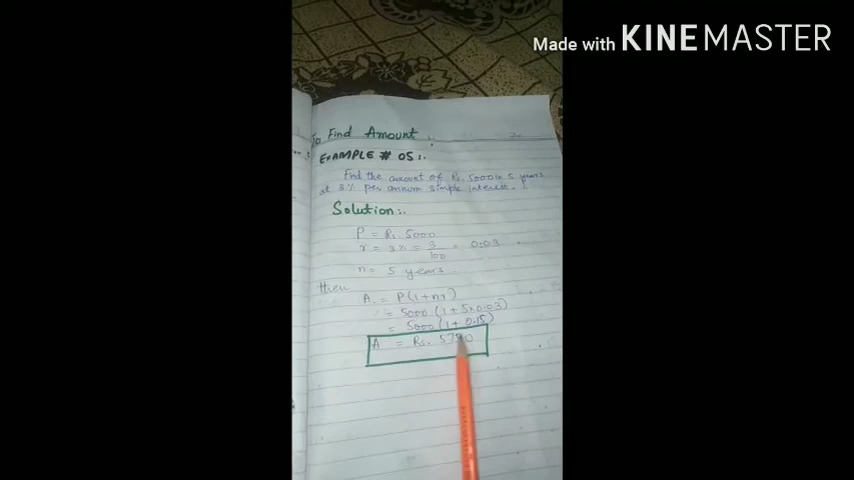 Made with KINEMASTER
To Find Amount :.
EXAMPLE # 05:.
Find the amount of Rs. 5000 in 5 years
at 3% per annum simple interest.
Solution:.
P = Rs. 5000
r = 3% = 3/100 = 0.03
n = 5 years.
then
A = P(1+nr)
= 5000 (1+5×0.03)
= 5000 (1+0.15)
A = Rs. 5750